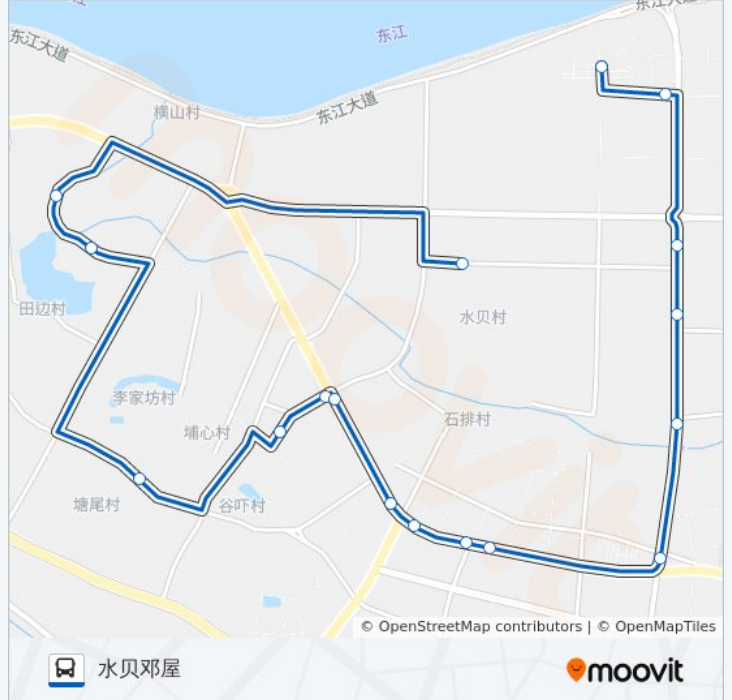 东江大道
东江
东江大道
横山村
东江大道
田边村
水贝村
李家坊村
石排村
埔心村
塘尾村
谷吓村
© OpenStreetMap contributors | © OpenMapTiles
水贝邓屋
moovit